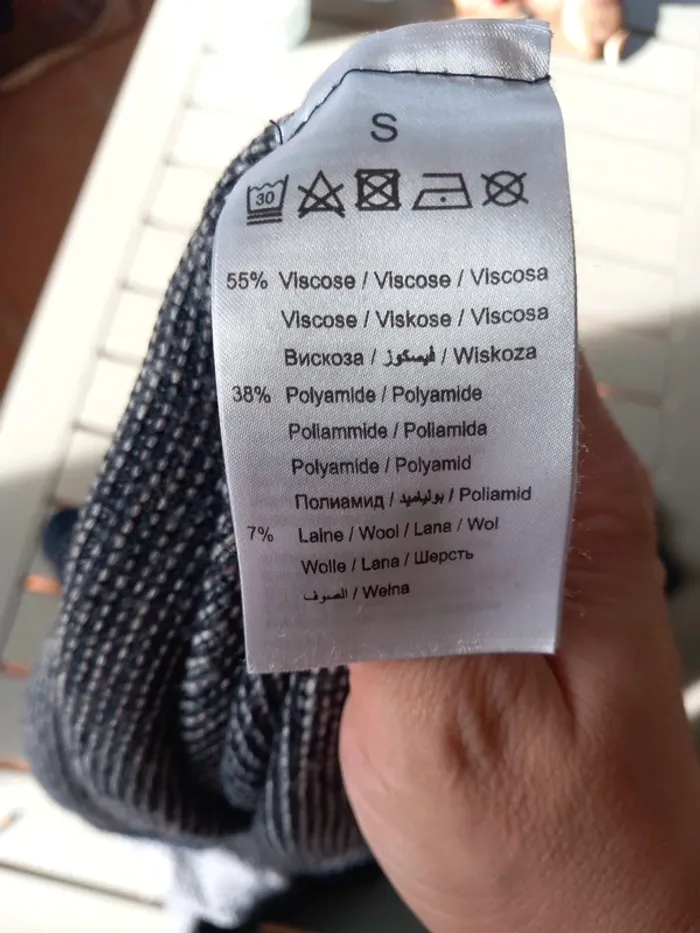 S
30
55% Viscose / Viscose / Viscosa
Viscose / Viskose / Viscosa
Вискоза / فيسكوز / Wiskoza
38% Polyamide / Polyamide
Poliammide / Poliamida
Polyamide / Polyamid
Полиамид / بولياميد / Poliamid
7% Laine / Wool / Lana / Wol
Wolle / Lana / Шерсть
الصوف / Wełna